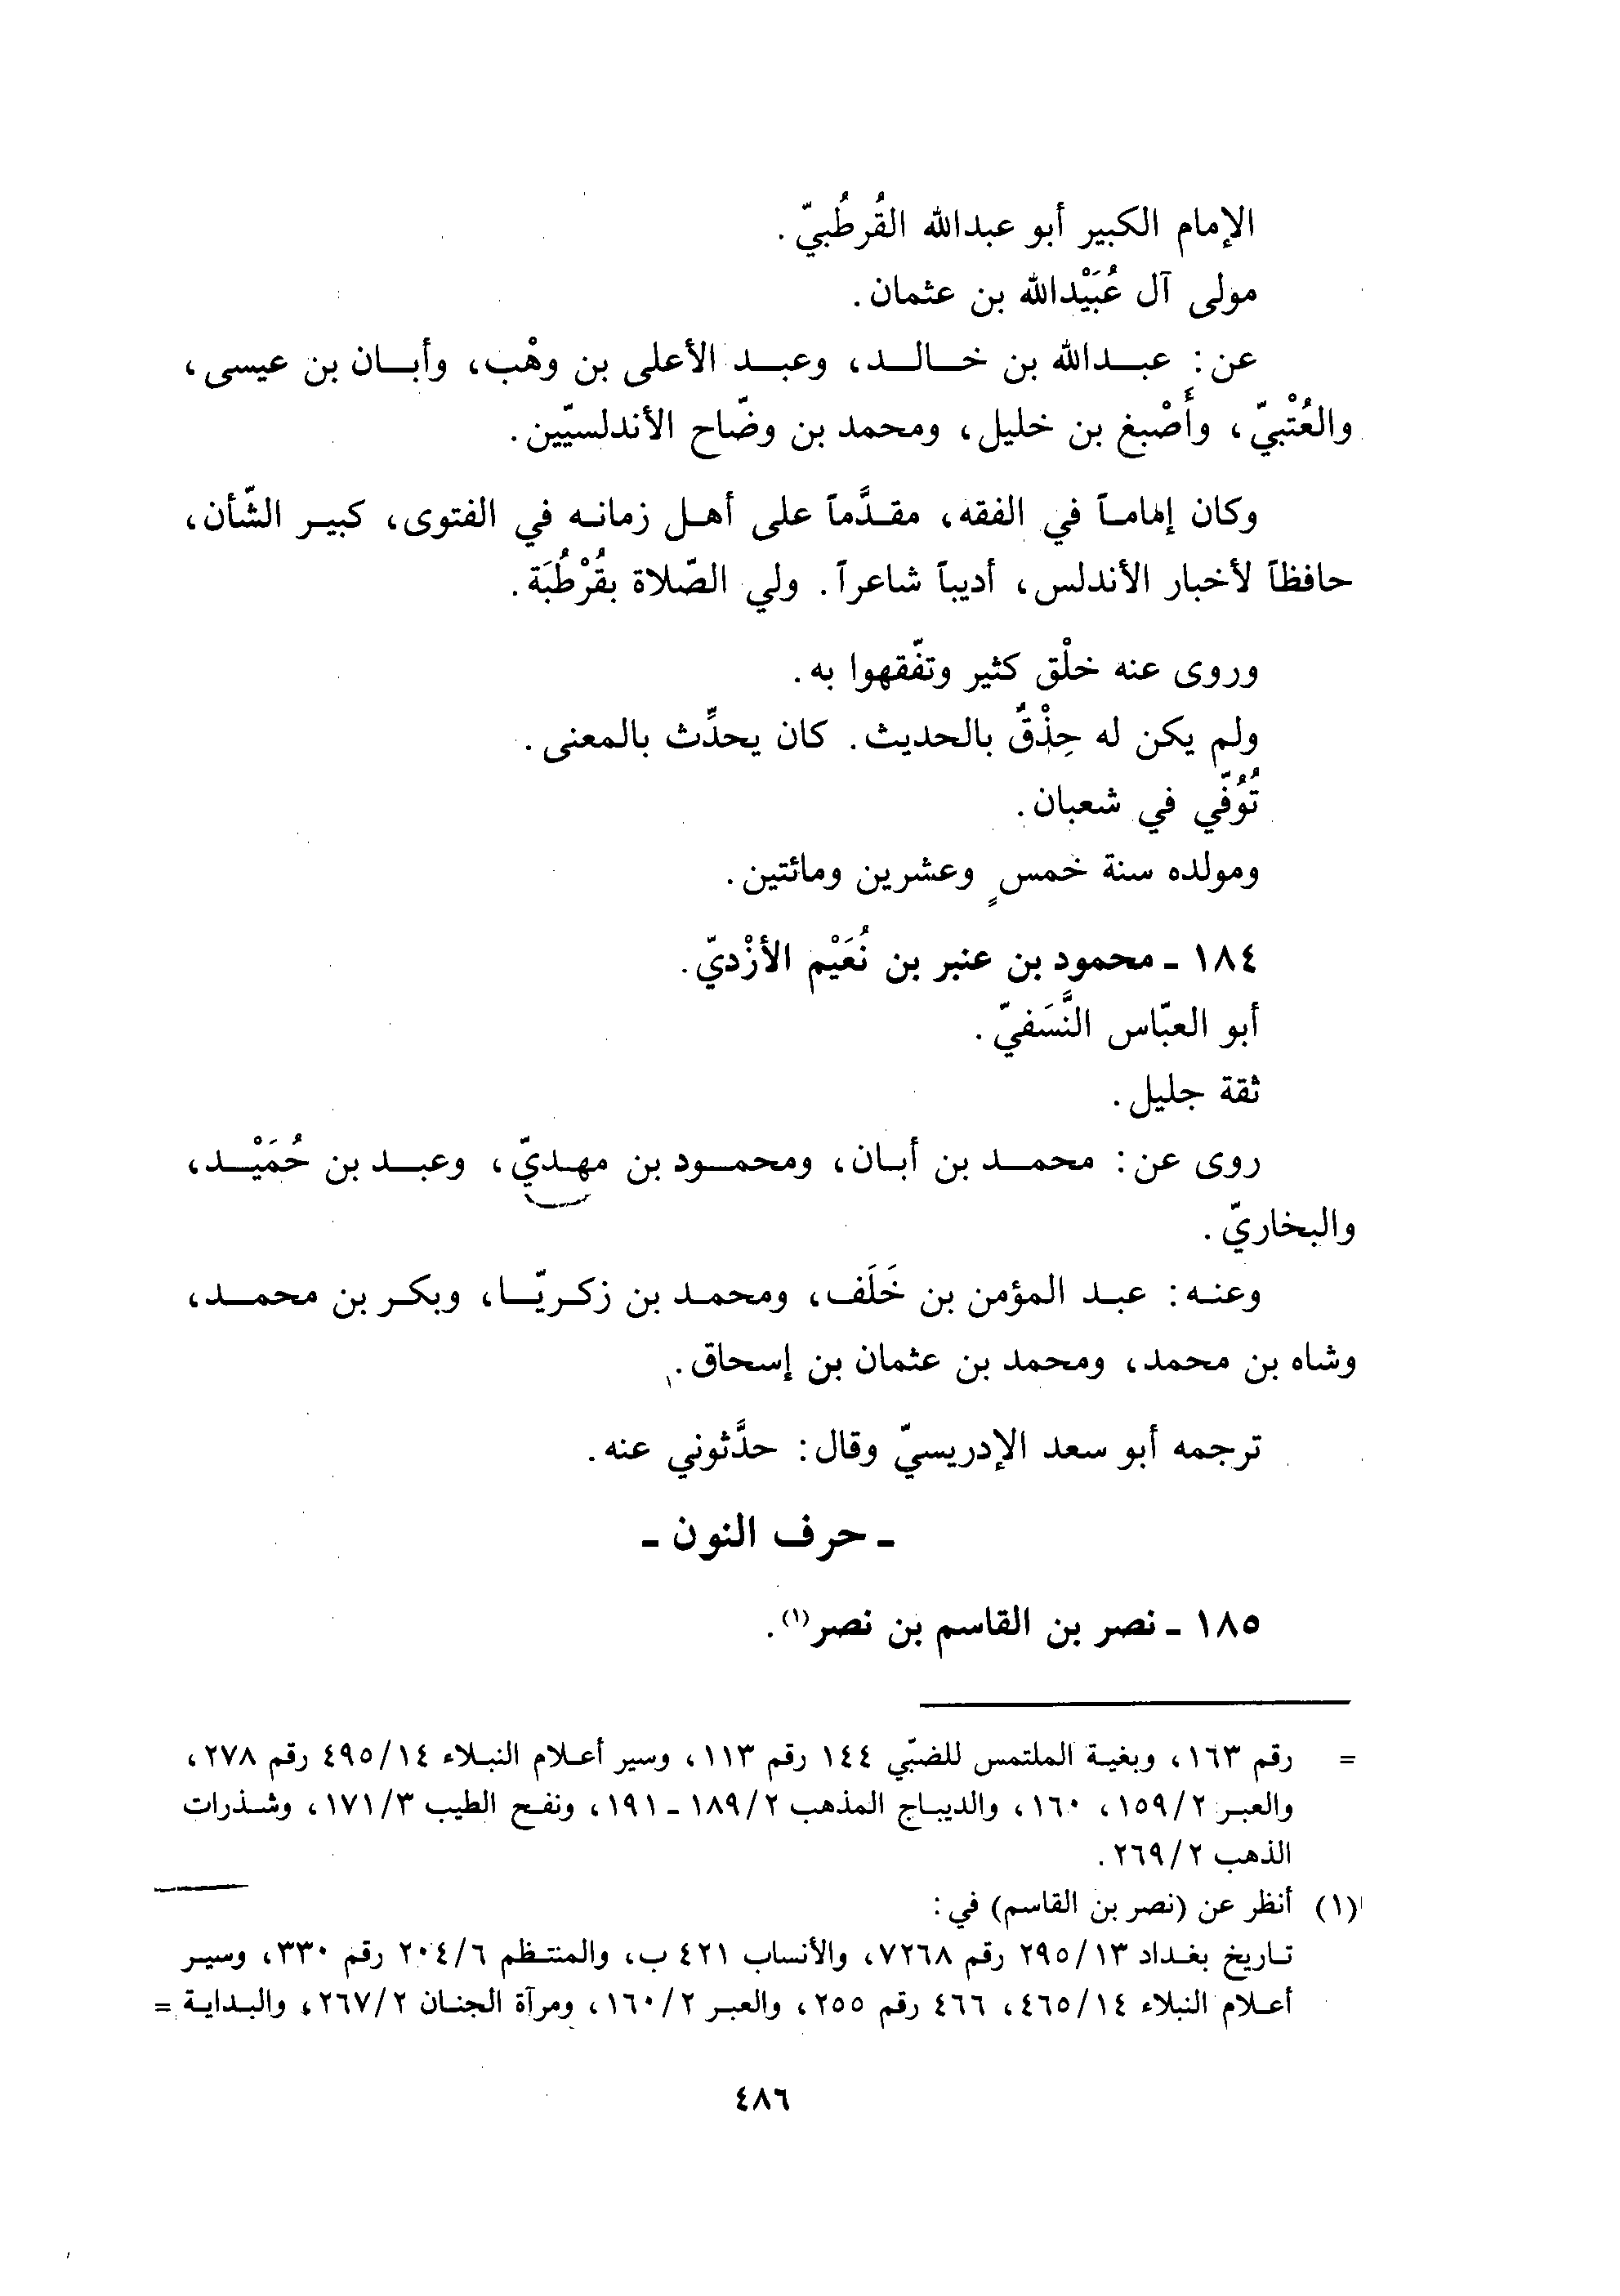 الإمام الكبير أبو عبدالله القُرطُبيّ.
مولى آل عُبَيْدالله بن عثمان.
عن: عبدالله بن خالد، وعبد الأعلى بن وهْب، وأبان بن عيسى،
والعُتْبيّ، وأَصْبغ بن خليل، ومحمد بن وضّاح الأندلسيّين.
وكان إماماً في الفقه، مقدَّماً على أهل زمانه في الفتوى، كبير الشّأن،
حافظاً لأخبار الأندلس، أديباً شاعراً. ولي الصّلاة بقُرْطُبَة.
وروى عنه خلْق كثير وتفّقهوا به.
ولم يكن له حِذْقٌ بالحديث. كان يحدِّث بالمعنى.
تُوُفّي في شعبان.
ومولده سنة خمسٍ وعشرين ومائتين.
١٨٤ ـ محمود بن عنبر بن نُعَيْم الأزْديّ.
أبو العبّاس النَّسَفيّ.
ثقة جليل.
روى عن: محمد بن أبان، ومحمود بن مهديّ، وعبد بن حُمَيْد،
والبخاريّ.
وعنه: عبد المؤمن بن خَلَف، ومحمد بن زكريّا، وبكر بن محمد،
وشاه بن محمد، ومحمد بن عثمان بن إسحاق.
ترجمه أبو سعد الإدريسيّ وقال: حدَّثوني عنه.
ـ حرف النون ـ
١٨٥ ـ نصر بن القاسم بن نصر(١).
= رقم ١٦٣، وبغية الملتمس للضبّي ١٤٤ رقم ١١٣، وسير أعلام النبلاء ٤٩٥/١٤ رقم ٢٧٨،
والعبر ١٥٩/٢، ١٦٠، والديباج المذهب ١٨٩/٢ ـ ١٩١، ونفح الطيب ١٧١/٣، وشذرات
الذهب ٢٦٩/٢.
(١) أنظر عن (نصر بن القاسم) في:
تاريخ بغداد ٢٩٥/١٣ رقم ٧٢٦٨، والأنساب ٤٢١ ب، والمنتظم ٢٠٤/٦ رقم ٣٣٠، وسير
أعلام النبلاء ٤٦٥/١٤، ٤٦٦ رقم ٢٥٥، والعبر ١٦٠/٢، ومرآة الجنان ٢٦٧/٢، والبداية =
٤٨٦